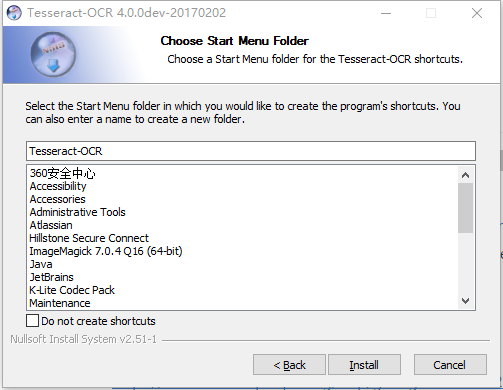 Tesseract-OCR 4.0.0dev-20170202
Choose Start Menu Folder
Choose a Start Menu folder for the Tesseract-OCR shortcuts.
Select the Start Menu folder in which you would like to create the program's shortcuts. You
can also enter a name to create a new folder.
Tesseract-OCR
360安全中心
Accessibility
Accessories
Administrative Tools
Atlassian
Hillstone Secure Connect
ImageMagick 7.0.4 Q16 (64-bit)
Java
JetBrains
K-Lite Codec Pack
Maintenance
Do not create shortcuts
Nullsoft Install System v2.51-1
< Back
Install
Cancel